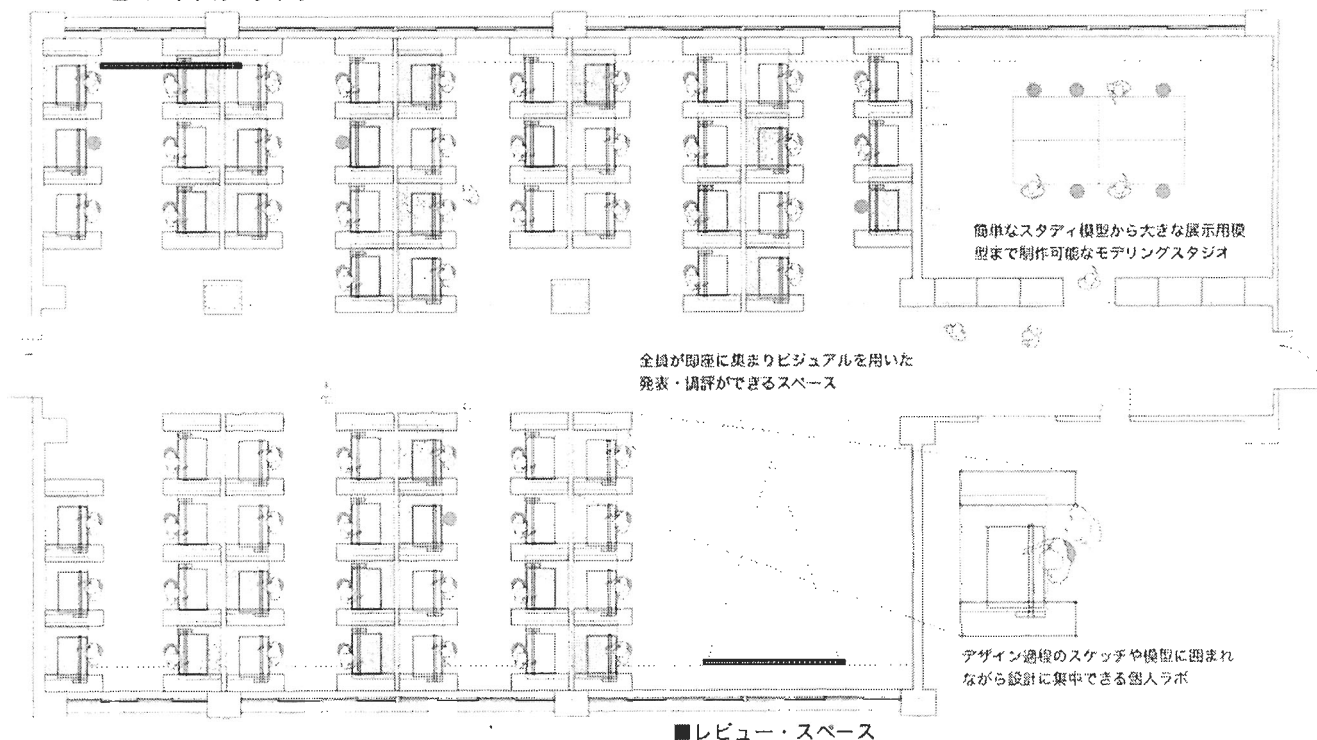 簡単なスタディ模型から大きな展示用模
型まで制作可能なモデリングスタジオ
全員が即座に集まりビジュアルを用いた
発表・講評ができるスペース
デザイン過程のスケッチや模型に囲まれ
ながら設計に集中できる個人ラボ
■レビュー・スペース